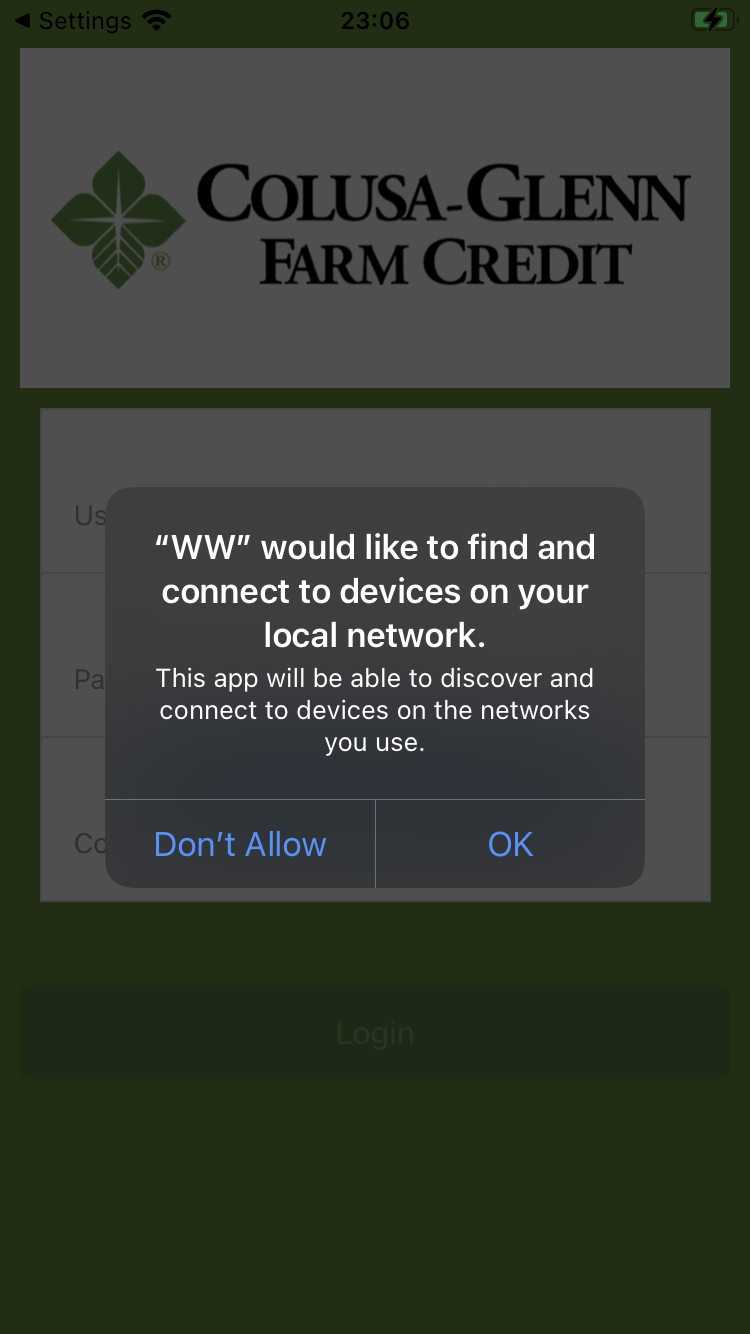 Settings 23:06
COLUSA-GLENN
FARM CREDIT
®
Us
“WW” would like to find and
connect to devices on your
local network.
Pa
This app will be able to discover and
connect to devices on the networks
you use.
Co
Don’t Allow OK
Login